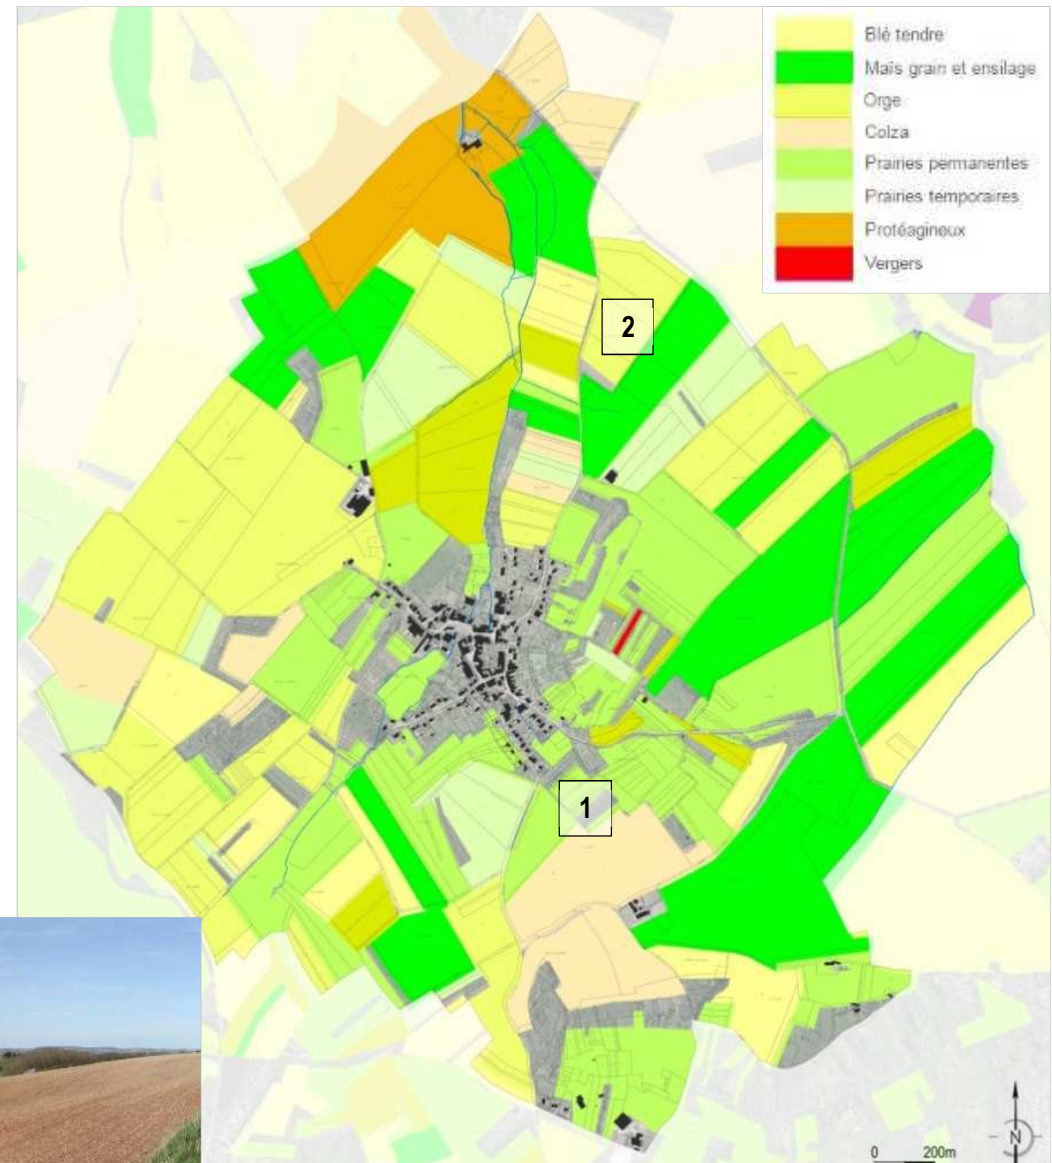 Blé tendre
Maïs grain et ensilage
Orge
Colza
Prairies permanentes
Prairies temporaires
Protéagineux
Vergers
2
1
N
0 200m